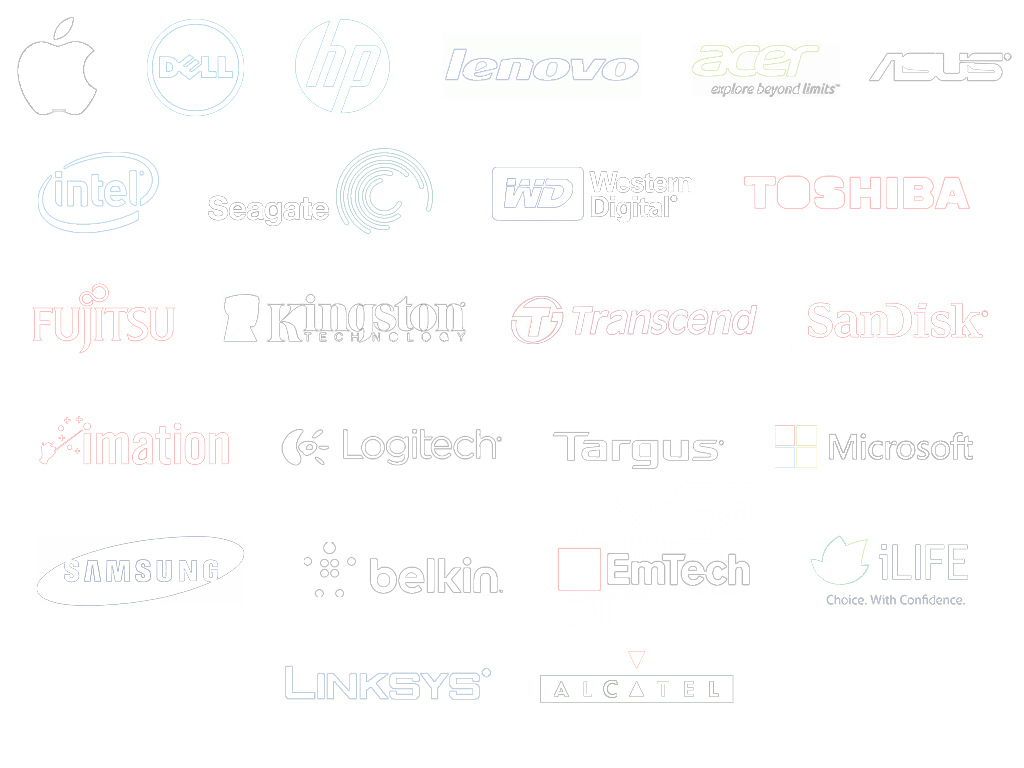 DELL
hp
lenovo
acer
explore beyond limits™
ASUS
intel
Seagate
WD Western
Digital
TOSHIBA
FUJITSU
Kingston
TECHNOLOGY
Transcend
SanDisk
imation
Logitech
Targus
Microsoft
SAMSUNG
belkin
EmTech
iLIFE
Choice. With Confidence.
LINKSYS
ALCATEL